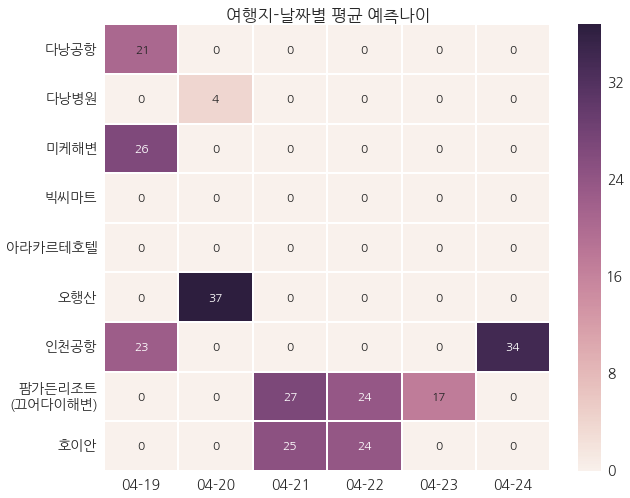 여행지-날짜별 평균 예측나이
다낭공항 21 0 0 0 0 0
다낭병원 0 4 0 0 0 0
미케해변 26 0 0 0 0 0
빅씨마트 0 0 0 0 0 0
아라카르테호텔 0 0 0 0 0 0
오행산 0 37 0 0 0 0
인천공항 23 0 0 0 0 34
팜가든리조트
(끄어다이해변) 0 0 27 24 17 0
호이안 0 0 25 24 0 0
04-19 04-20 04-21 04-22 04-23 04-24
32
24
16
8
0